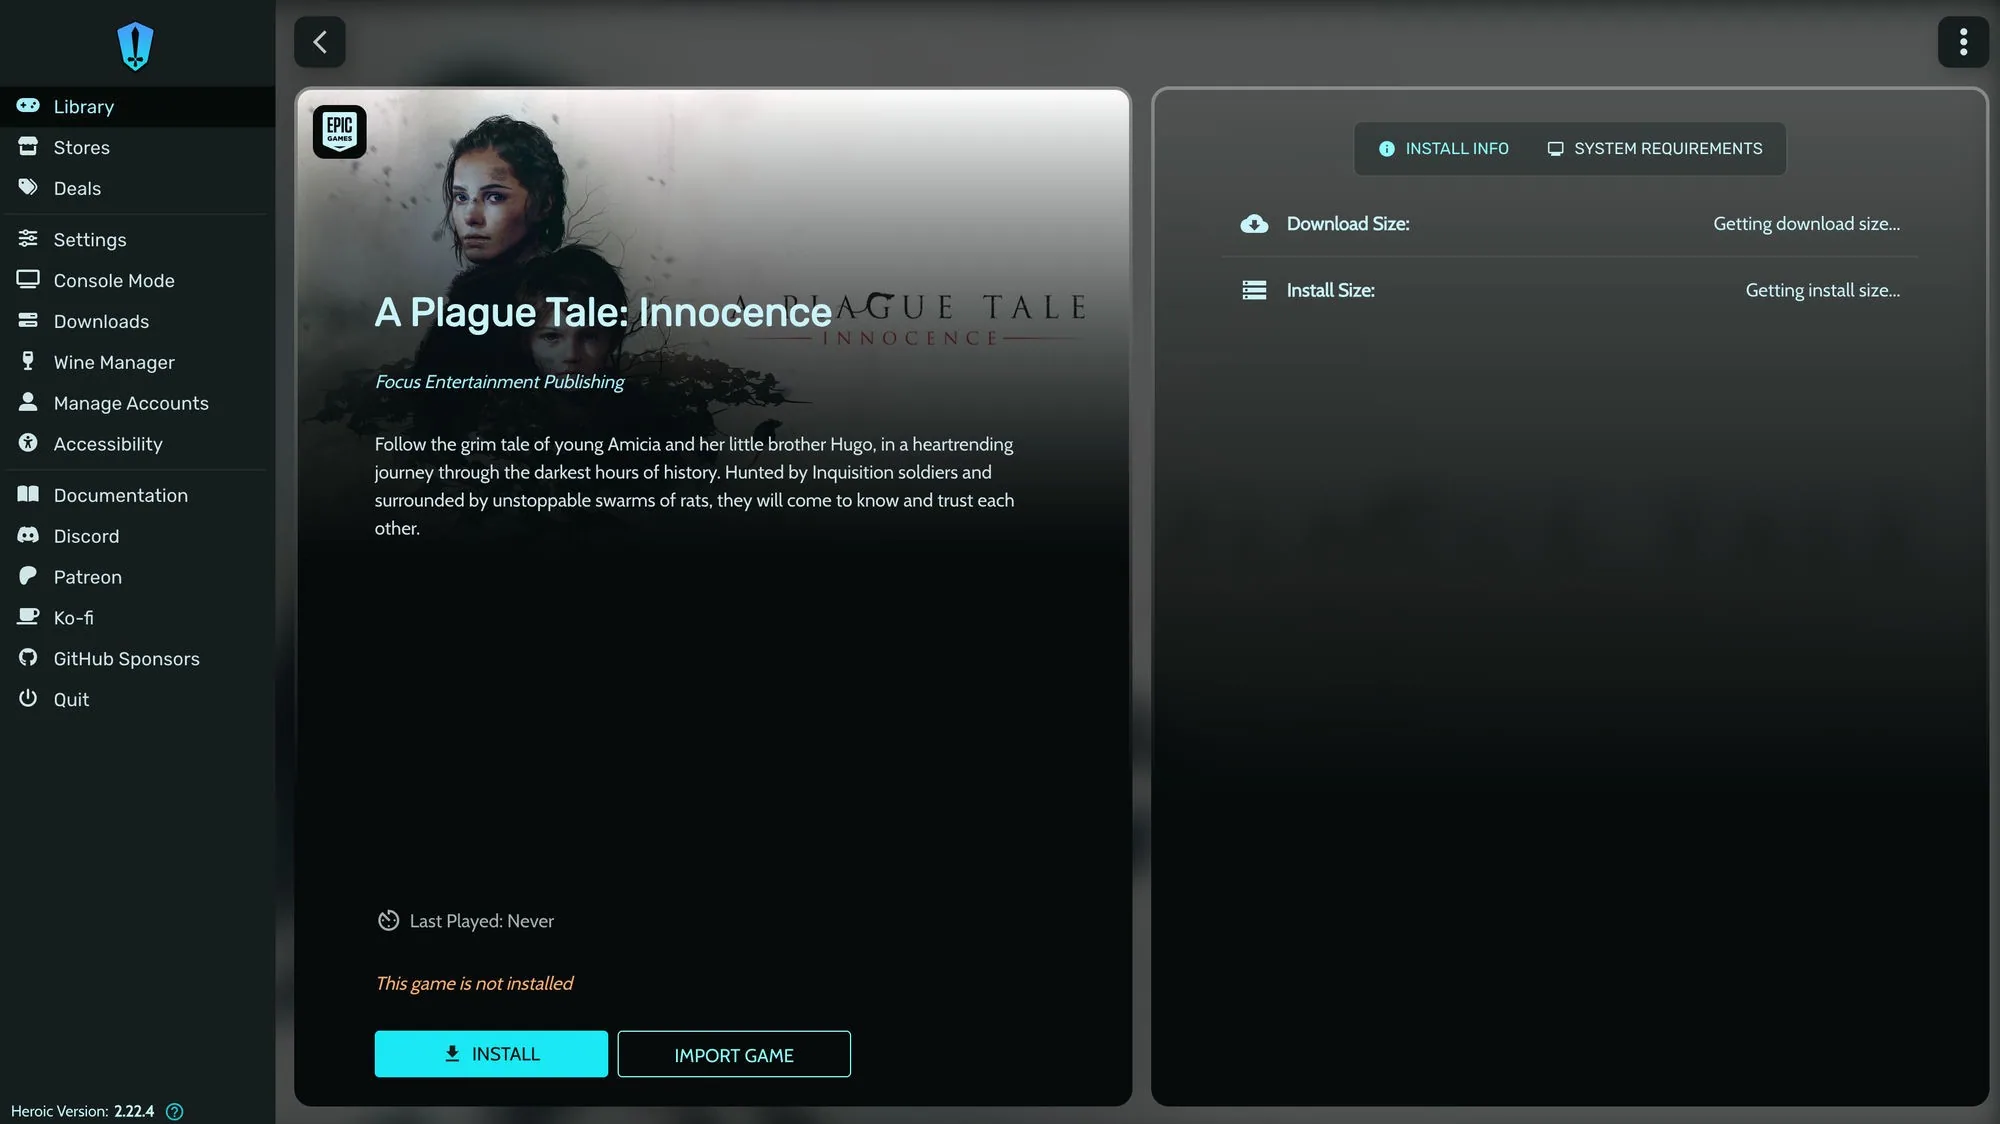 Library
Stores
Deals
Settings
Console Mode
Downloads
Wine Manager
Manage Accounts
Accessibility
Documentation
Discord
Patreon
Ko-fi
GitHub Sponsors
Quit
Heroic Version: 2.22.4
EPIC
GAMES
A PLAGUE TALE
INNOCENCE
A Plague Tale: Innocence
Focus Entertainment Publishing
Follow the grim tale of young Amicia and her little brother Hugo, in a heartrending
journey through the darkest hours of history. Hunted by Inquisition soldiers and
surrounded by unstoppable swarms of rats, they will come to know and trust each
other.
Last Played: Never
This game is not installed
INSTALL
IMPORT GAME
INSTALL INFO
SYSTEM REQUIREMENTS
Download Size: Getting download size...
Install Size: Getting install size...